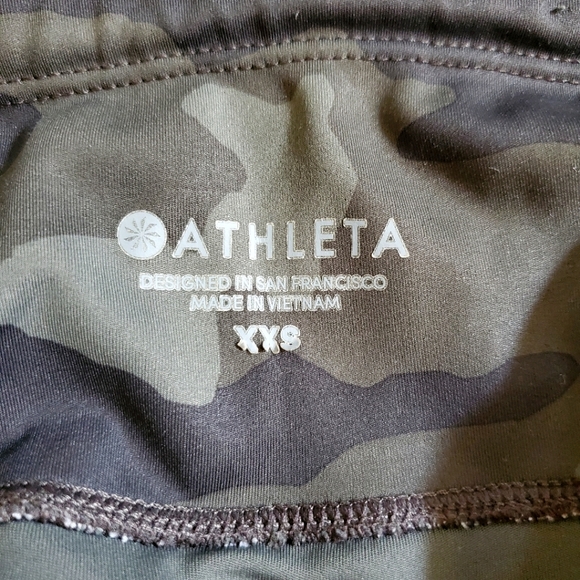 ATHLETA
DESIGNED IN SAN FRANCISCO
MADE IN VIETNAM
XXS